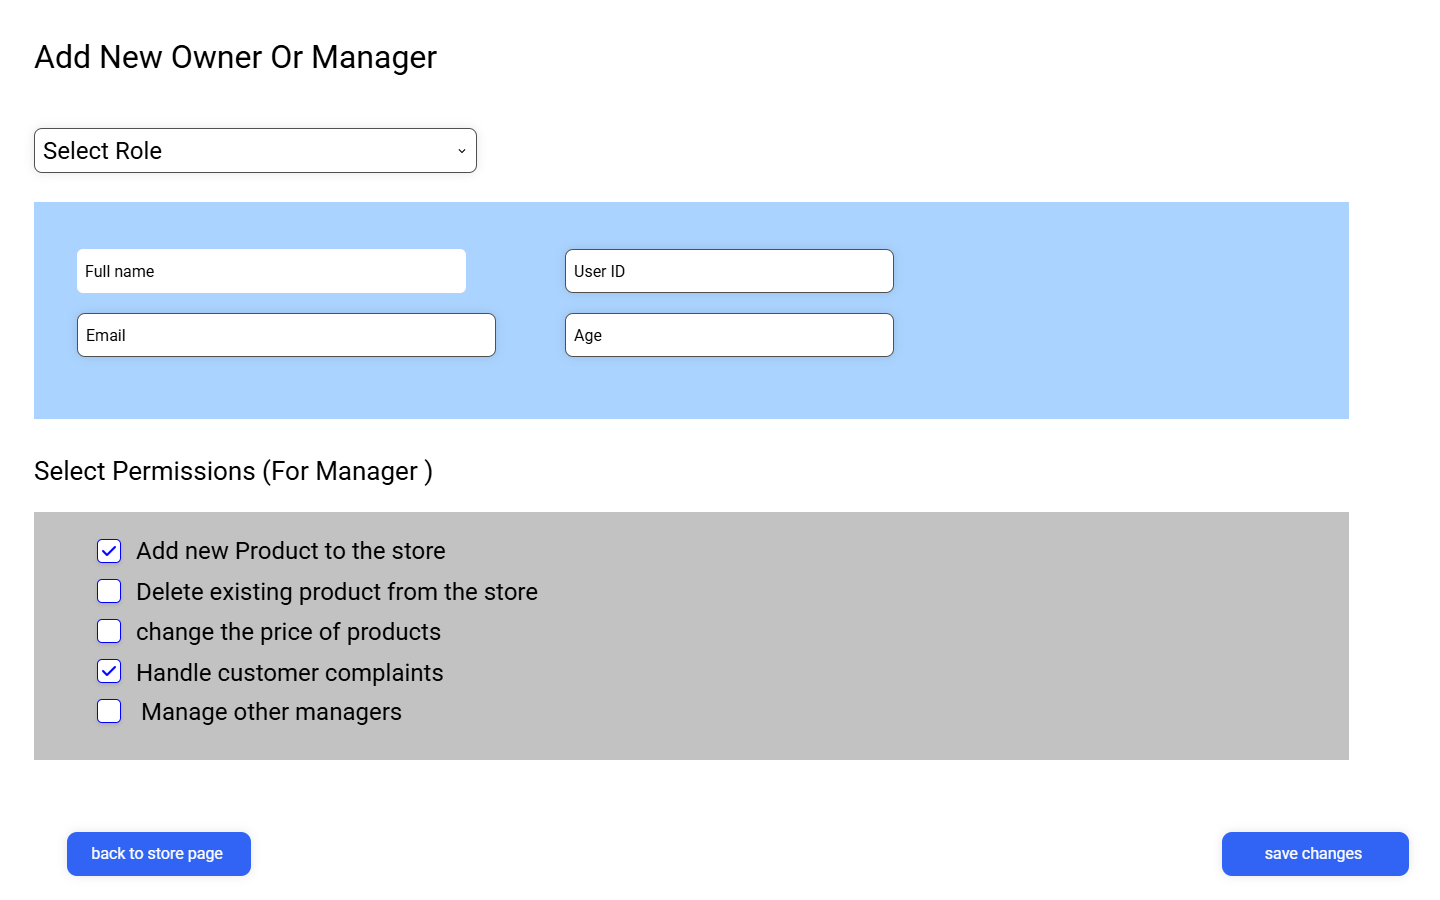 Add New Owner Or Manager
Select Role
Full name
User ID
Email
Age
Select Permissions (For Manager )
Add new Product to the store
Delete existing product from the store
change the price of products
Handle customer complaints
Manage other managers
back to store page
save changes